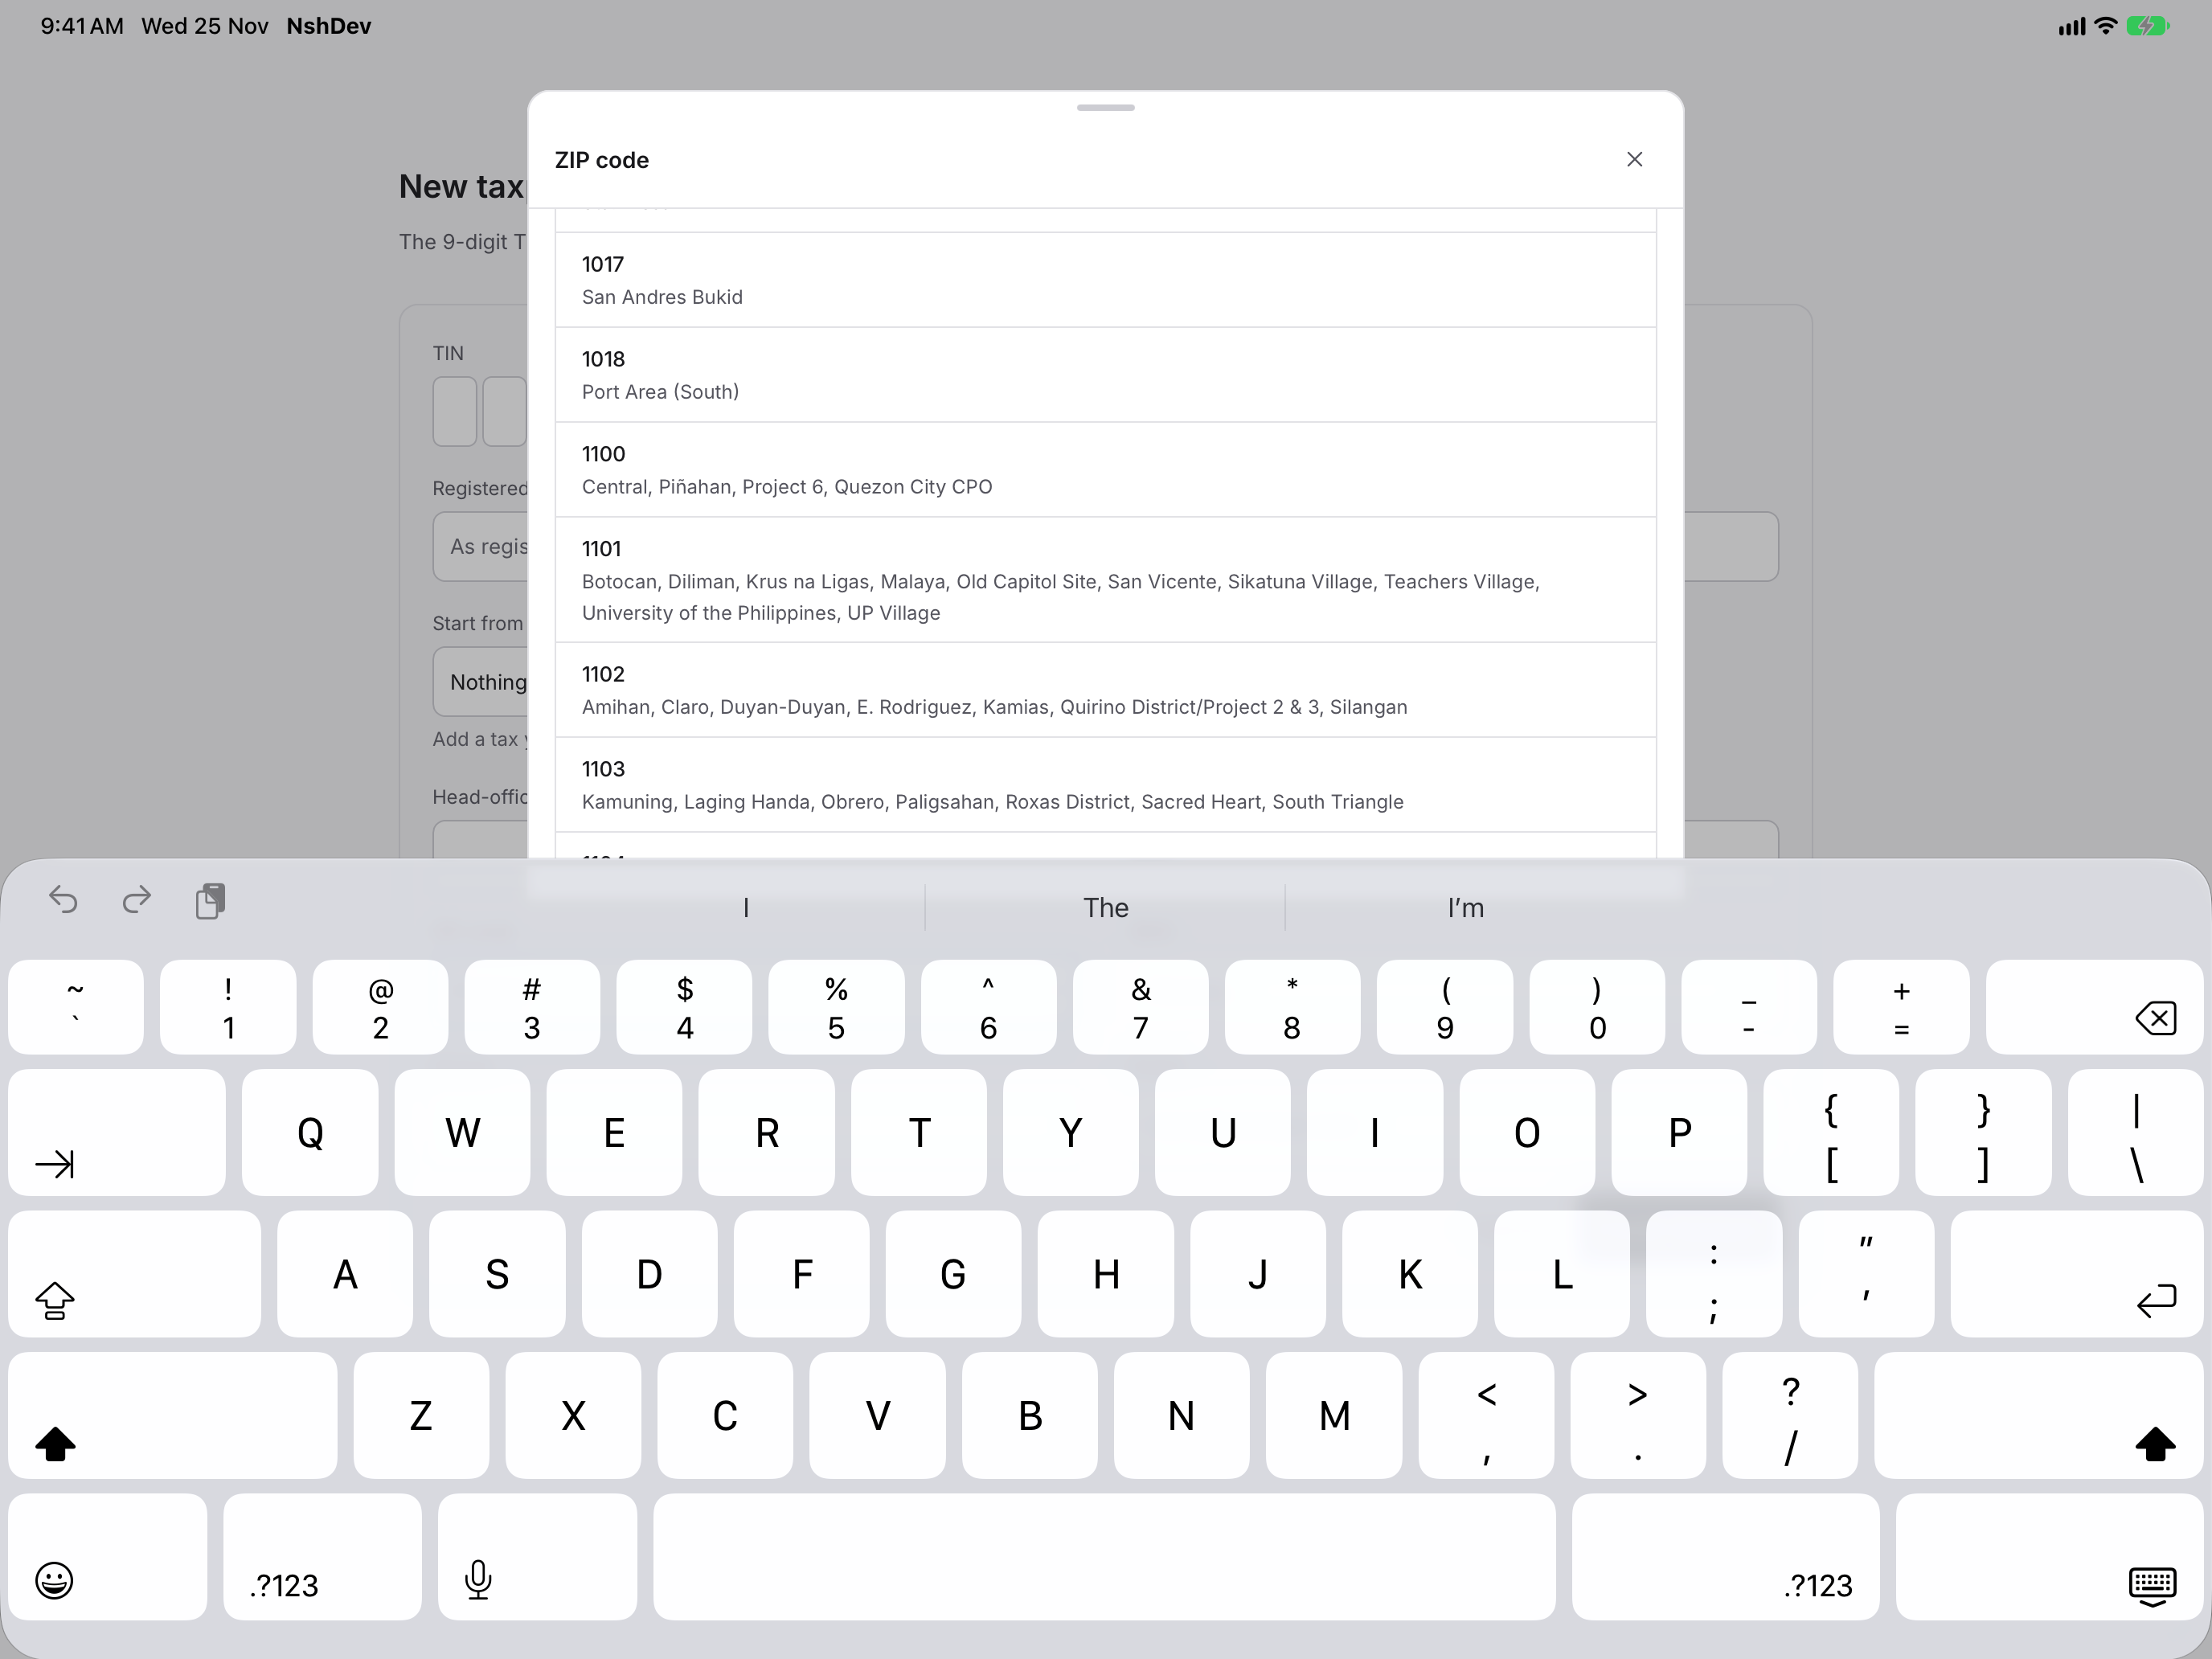 9:41 AM Wed 25 Nov NshDev
ZIP code
New tax
The 9-digit T
1017
San Andres Bukid
TIN
1018
Port Area (South)
1100
Central, Piñahan, Project 6, Quezon City CPO
Registered
As regis
1101
Botocan, Diliman, Krus na Ligas, Malaya, Old Capitol Site, San Vicente, Sikatuna Village, Teachers Village,
University of the Philippines, UP Village
Start from
Nothing
1102
Amihan, Claro, Duyan-Duyan, E. Rodriguez, Kamias, Quirino District/Project 2 & 3, Silangan
Add a tax
1103
Kamuning, Laging Handa, Obrero, Paligsahan, Roxas District, Sacred Heart, South Triangle
Head-offic
I The I'm
~ ! @ # $ % ^ & * ( ) _ +
` 1 2 3 4 5 6 7 8 9 0 - =
Q W E R T Y U I O P { } |
[ ] \
A S D F G H J K L : "
; '
Z X C V B N M < > ?
, . /
.?123 .?123